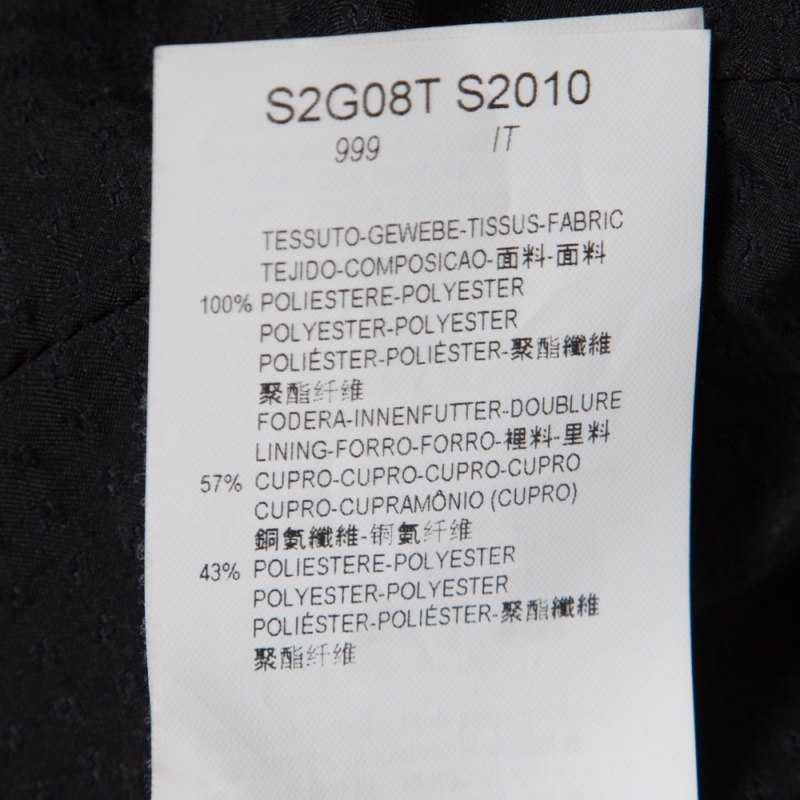 S2G08T S2010
999 IT
TESSUTO-GEWEBE-TISSUS-FABRIC
TEJIDO-COMPOSICAO-面料-面料
100% POLIESTERE-POLYESTER
POLYESTER-POLYESTER
POLIÉSTER-POLIÉSTER-聚酯纖維
聚酯纤维
FODERA-INNENFUTTER-DOUBLURE
LINING-FORRO-FORRO-裡料-里料
57% CUPRO-CUPRO-CUPRO-CUPRO
CUPRO-CUPRAMÔNIO (CUPRO)
銅氨纖維-铜氨纤维
43% POLIESTERE-POLYESTER
POLYESTER-POLYESTER
POLIÉSTER-POLIÉSTER-聚酯纖維
聚酯纤维